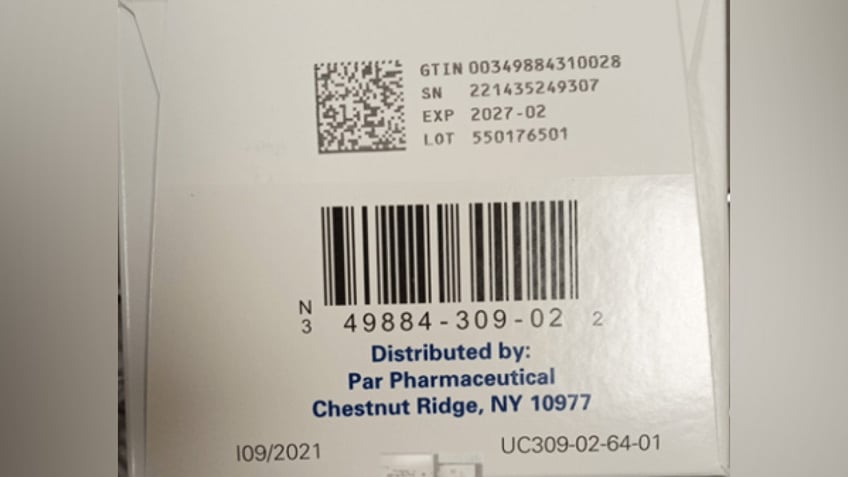 GTIN 00349884310028
SN 221435249307
EXP 2027-02
LOT 550176501
N
3 49884-309-02 2
Distributed by:
Par Pharmaceutical
Chestnut Ridge, NY 10977
I09/2021 UC309-02-64-01